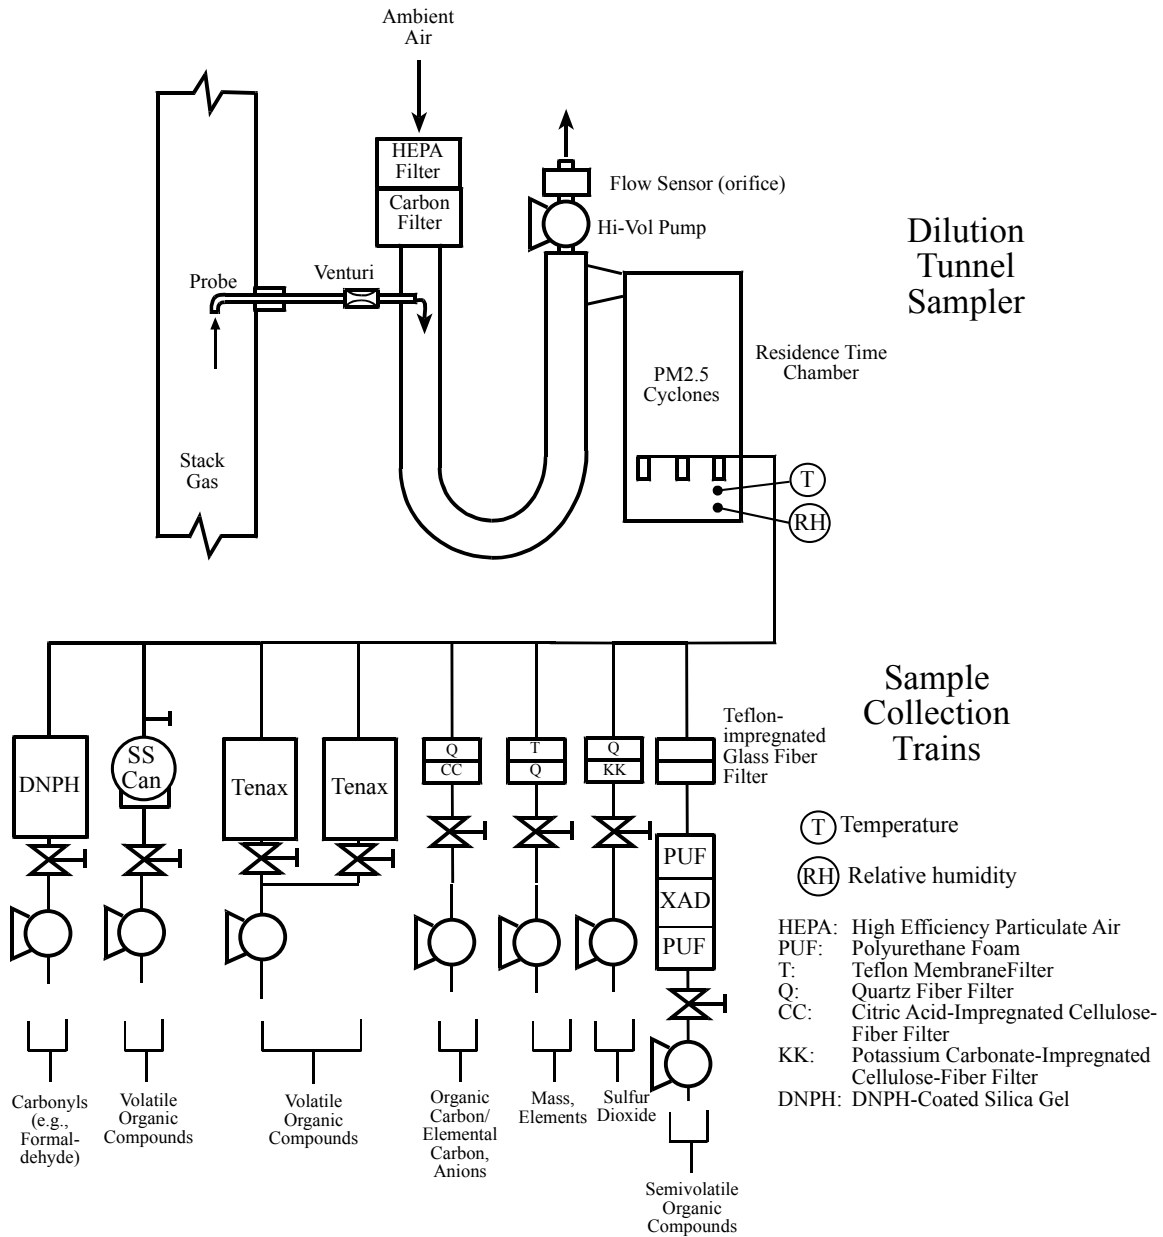 Ambient
Air
HEPA
Filter
Carbon
Filter
Flow Sensor (orifice)
Hi-Vol Pump
Dilution
Tunnel
Sampler
Probe
Venturi
Residence Time
Chamber
PM2.5
Cyclones
Stack
Gas
T
RH
Sample
Collection
Trains
Teflon-
impregnated
Glass Fiber
Filter
DNPH
SS
Can
Tenax
Tenax
Q
CC
T
Q
Q
KK
PUF
XAD
PUF
T Temperature
RH Relative humidity
HEPA: High Efficiency Particulate Air
PUF: Polyurethane Foam
T: Teflon MembraneFilter
Q: Quartz Fiber Filter
CC: Citric Acid-Impregnated Cellulose-
Fiber Filter
KK: Potassium Carbonate-Impregnated
Cellulose-Fiber Filter
DNPH: DNPH-Coated Silica Gel
Carbonyls
(e.g.,
Formal-
dehyde)
Volatile
Organic
Compounds
Volatile
Organic
Compounds
Organic
Carbon/
Elemental
Carbon,
Anions
Mass,
Elements
Sulfur
Dioxide
Semivolatile
Organic
Compounds